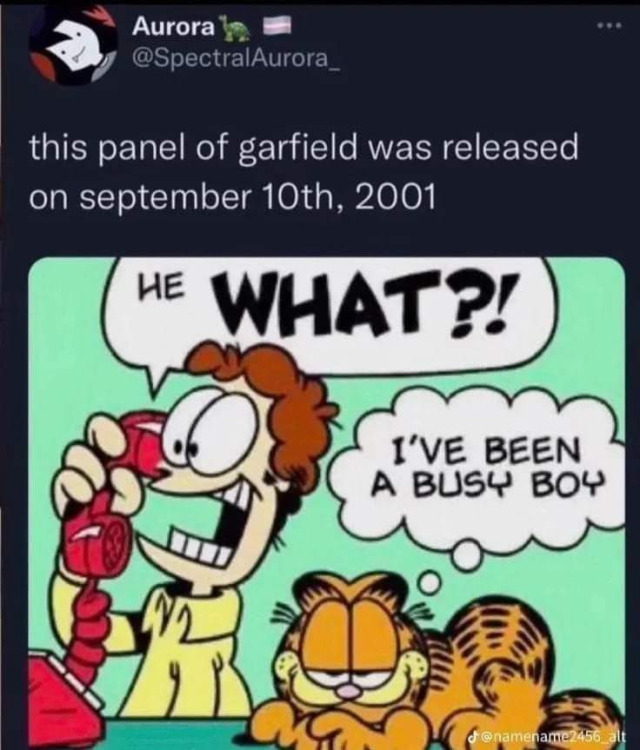 Aurora
@SpectralAurora_
this panel of garfield was released
on september 10th, 2001
HE WHAT?!
I'VE BEEN
A BUSY BOY
@namename2456_alt